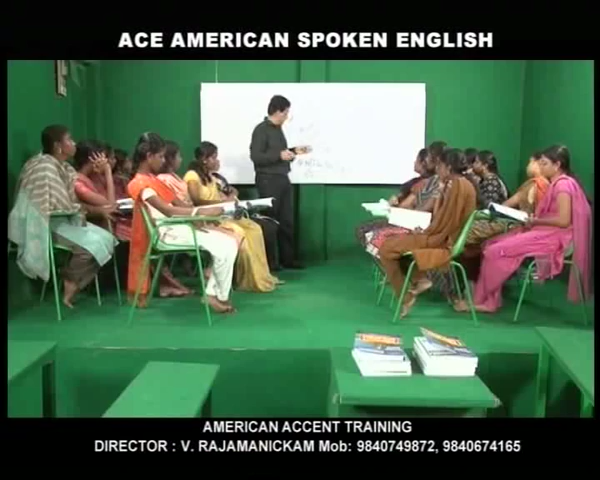 ACE AMERICAN SPOKEN ENGLISH
AMERICAN ACCENT TRAINING
DIRECTOR : V. RAJAMANICKAM Mob: 9840749872, 9840674165